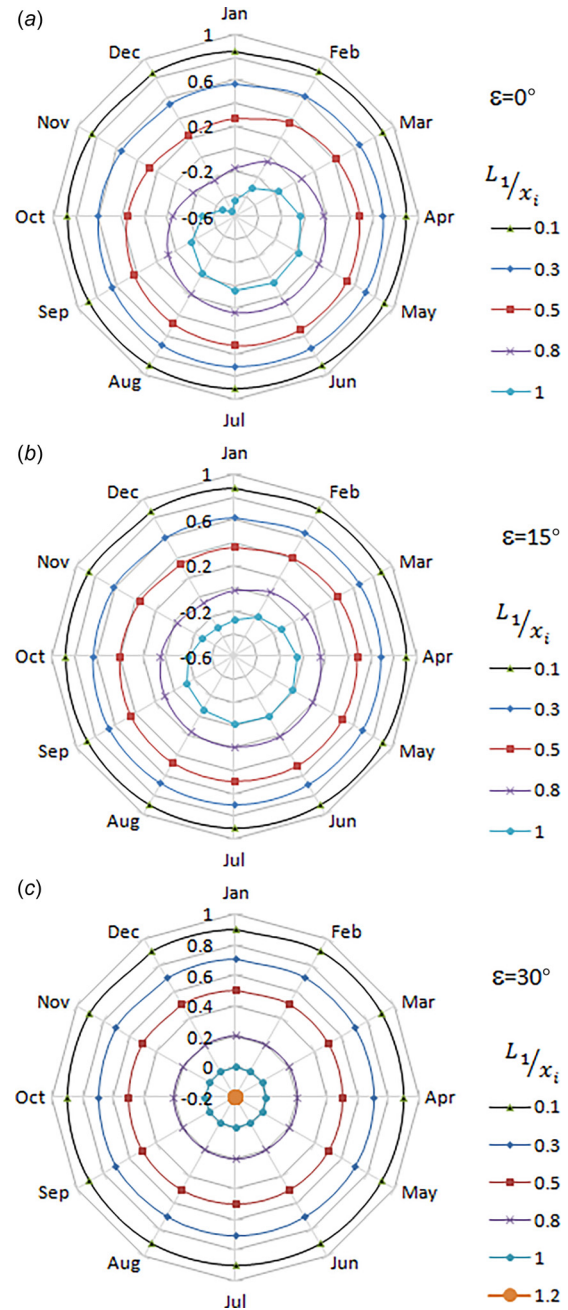 (a)
Jan
Feb
Mar
Apr
May
Jun
Jul
Aug
Sep
Oct
Nov
Dec
1
0.6
0.2
-0.2
-0.6
ε=0°
L1/xi
0.1
0.3
0.5
0.8
1
(b)
Jan
Feb
Mar
Apr
May
Jun
Jul
Aug
Sep
Oct
Nov
Dec
1
0.6
0.2
-0.2
-0.6
ε=15°
L1/xi
0.1
0.3
0.5
0.8
1
(c)
Jan
Feb
Mar
Apr
May
Jun
Jul
Aug
Sep
Oct
Nov
Dec
1
0.8
0.6
0.4
0.2
0
-0.2
ε=30°
L1/xi
0.1
0.3
0.5
0.8
1
1.2